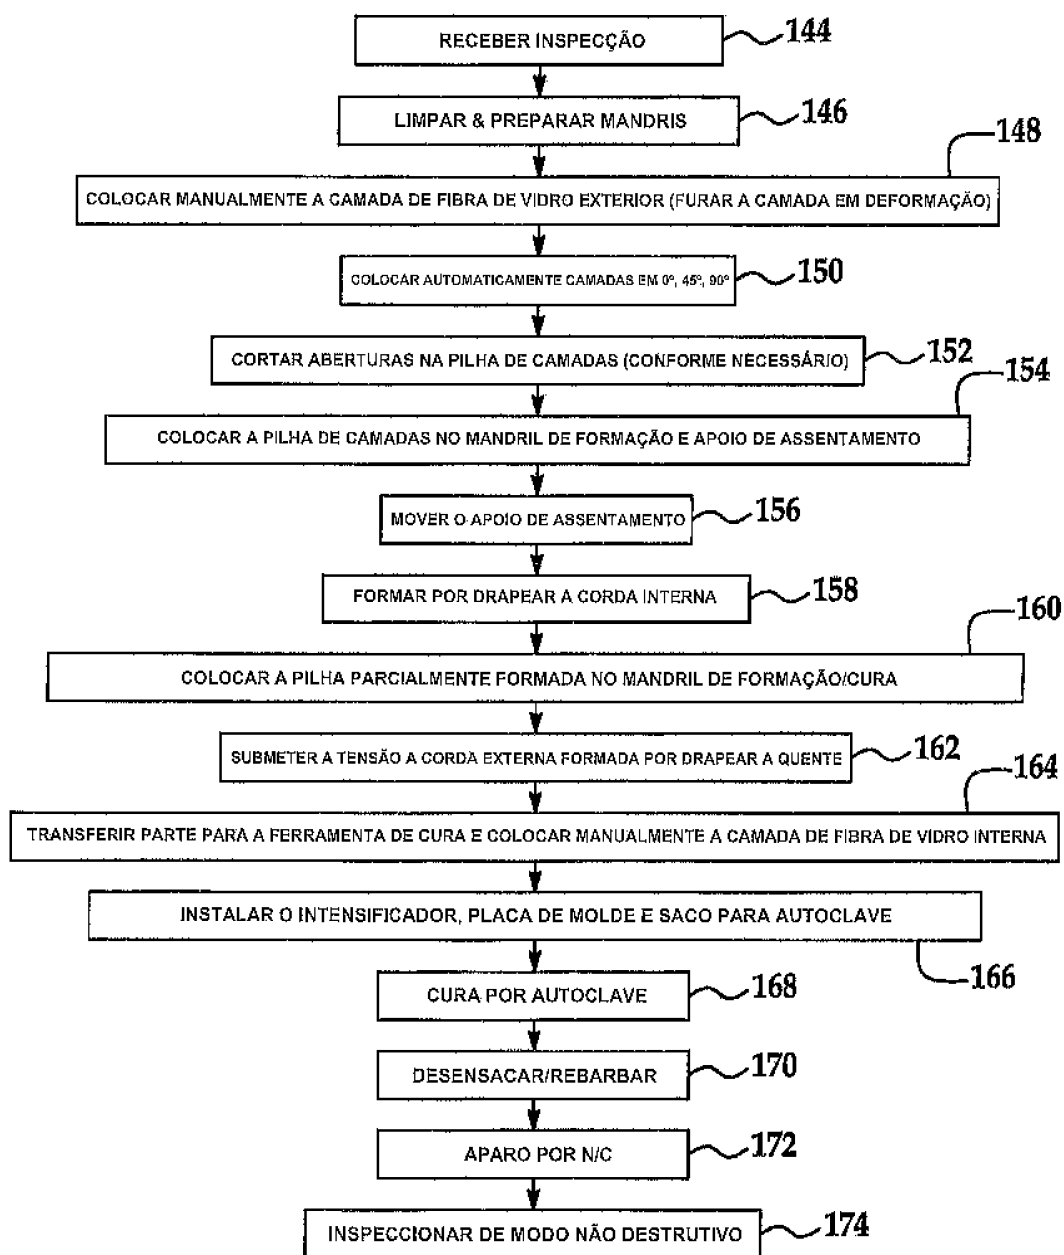 RECEBER INSPECÇÃO 144
LIMPAR & PREPARAR MANDRIS 146
148
COLOCAR MANUALMENTE A CAMADA DE FIBRA DE VIDRO EXTERIOR (FURAR A CAMADA EM DEFORMAÇÃO)
COLOCAR AUTOMATICAMENTE CAMADAS EM 0º, 45º, 90º 150
CORTAR ABERTURAS NA PILHA DE CAMADAS (CONFORME NECESSÁRIO) 152
154
COLOCAR A PILHA DE CAMADAS NO MANDRIL DE FORMAÇÃO E APOIO DE ASSENTAMENTO
MOVER O APOIO DE ASSENTAMENTO 156
FORMAR POR DRAPEAR A CORDA INTERNA 158
160
COLOCAR A PILHA PARCIALMENTE FORMADA NO MANDRIL DE FORMAÇÃO/CURA
SUBMETER A TENSÃO A CORDA EXTERNA FORMADA POR DRAPEAR A QUENTE 162
164
TRANSFERIR PARTE PARA A FERRAMENTA DE CURA E COLOCAR MANUALMENTE A CAMADA DE FIBRA DE VIDRO INTERNA
INSTALAR O INTENSIFICADOR, PLACA DE MOLDE E SACO PARA AUTOCLAVE
166
CURA POR AUTOCLAVE 168
DESENSACAR/REBARBAR 170
APARO POR N/C 172
INSPECCIONAR DE MODO NÃO DESTRUTIVO 174